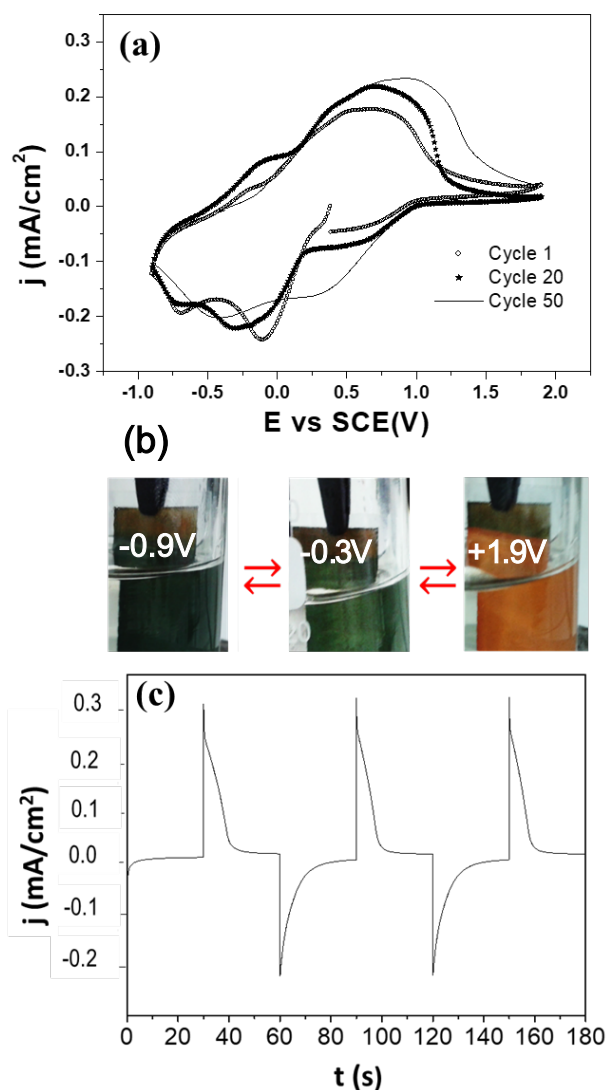 (a)
0.3
0.2
0.1
0.0
-0.1
-0.2
-0.3
j (mA/cm²)
Cycle 1
Cycle 20
Cycle 50
-1.0 -0.5 0.0 0.5 1.0 1.5 2.0
E vs SCE(V)
(b)
-0.9V
-0.3V
+1.9V
(c)
0.3
0.2
0.1
0.0
-0.1
-0.2
j (mA/cm²)
0 20 40 60 80 100 120 140 160 180
t (s)